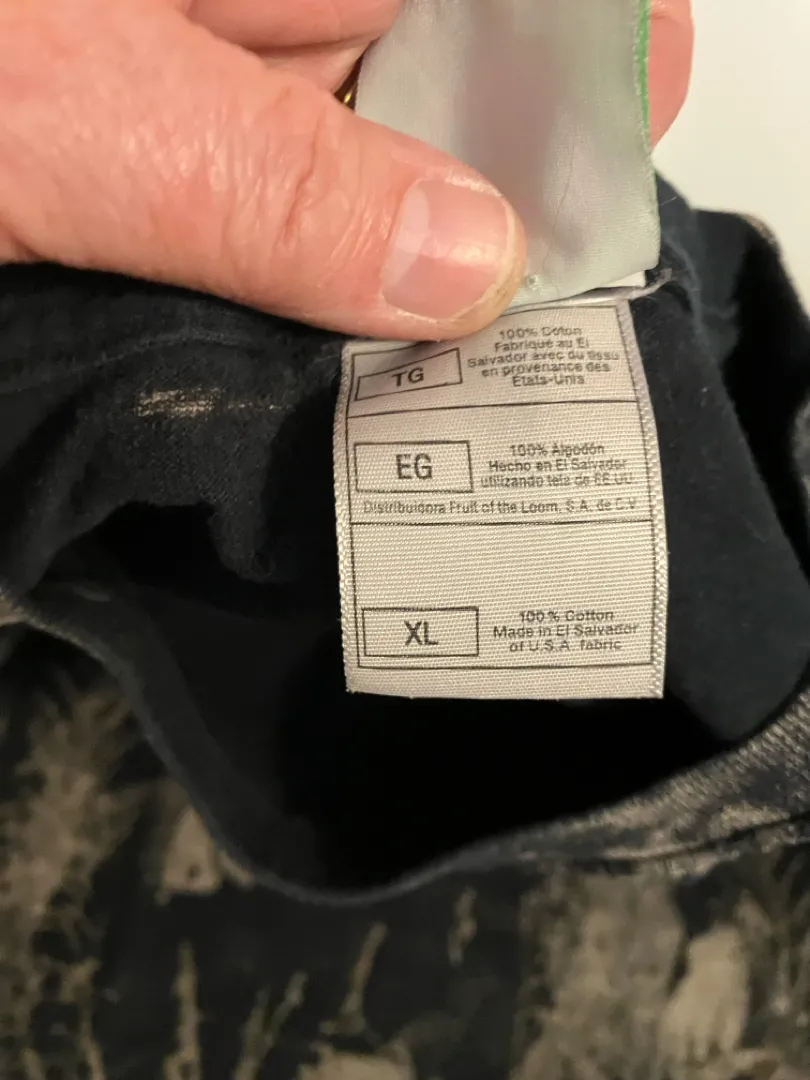 TG
100% Coton
Fabriqué au El
Salvador avec du tissu
en provenance des
États-Unis
EG
100% Algodón
Hecho en El Salvador
utilizando tela de EE.UU.
Distribuidora Fruit of the Loom, S.A. de C.V.
XL
100% Cotton
Made in El Salvador
of U.S.A. fabric